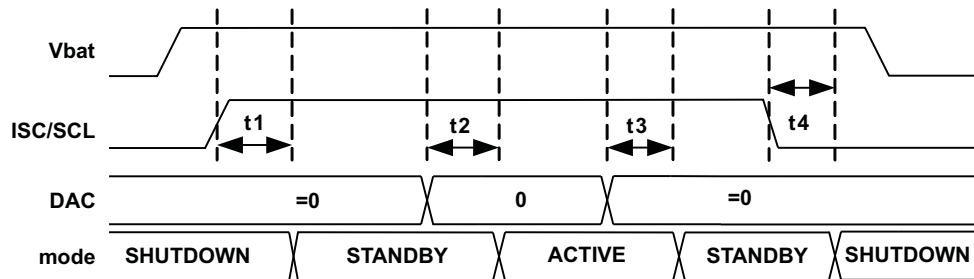 Vbat
ISC/SCL
t1
t2
t3
t4
DAC =0 0 =0
mode SHUTDOWN STANDBY ACTIVE STANDBY SHUTDOWN